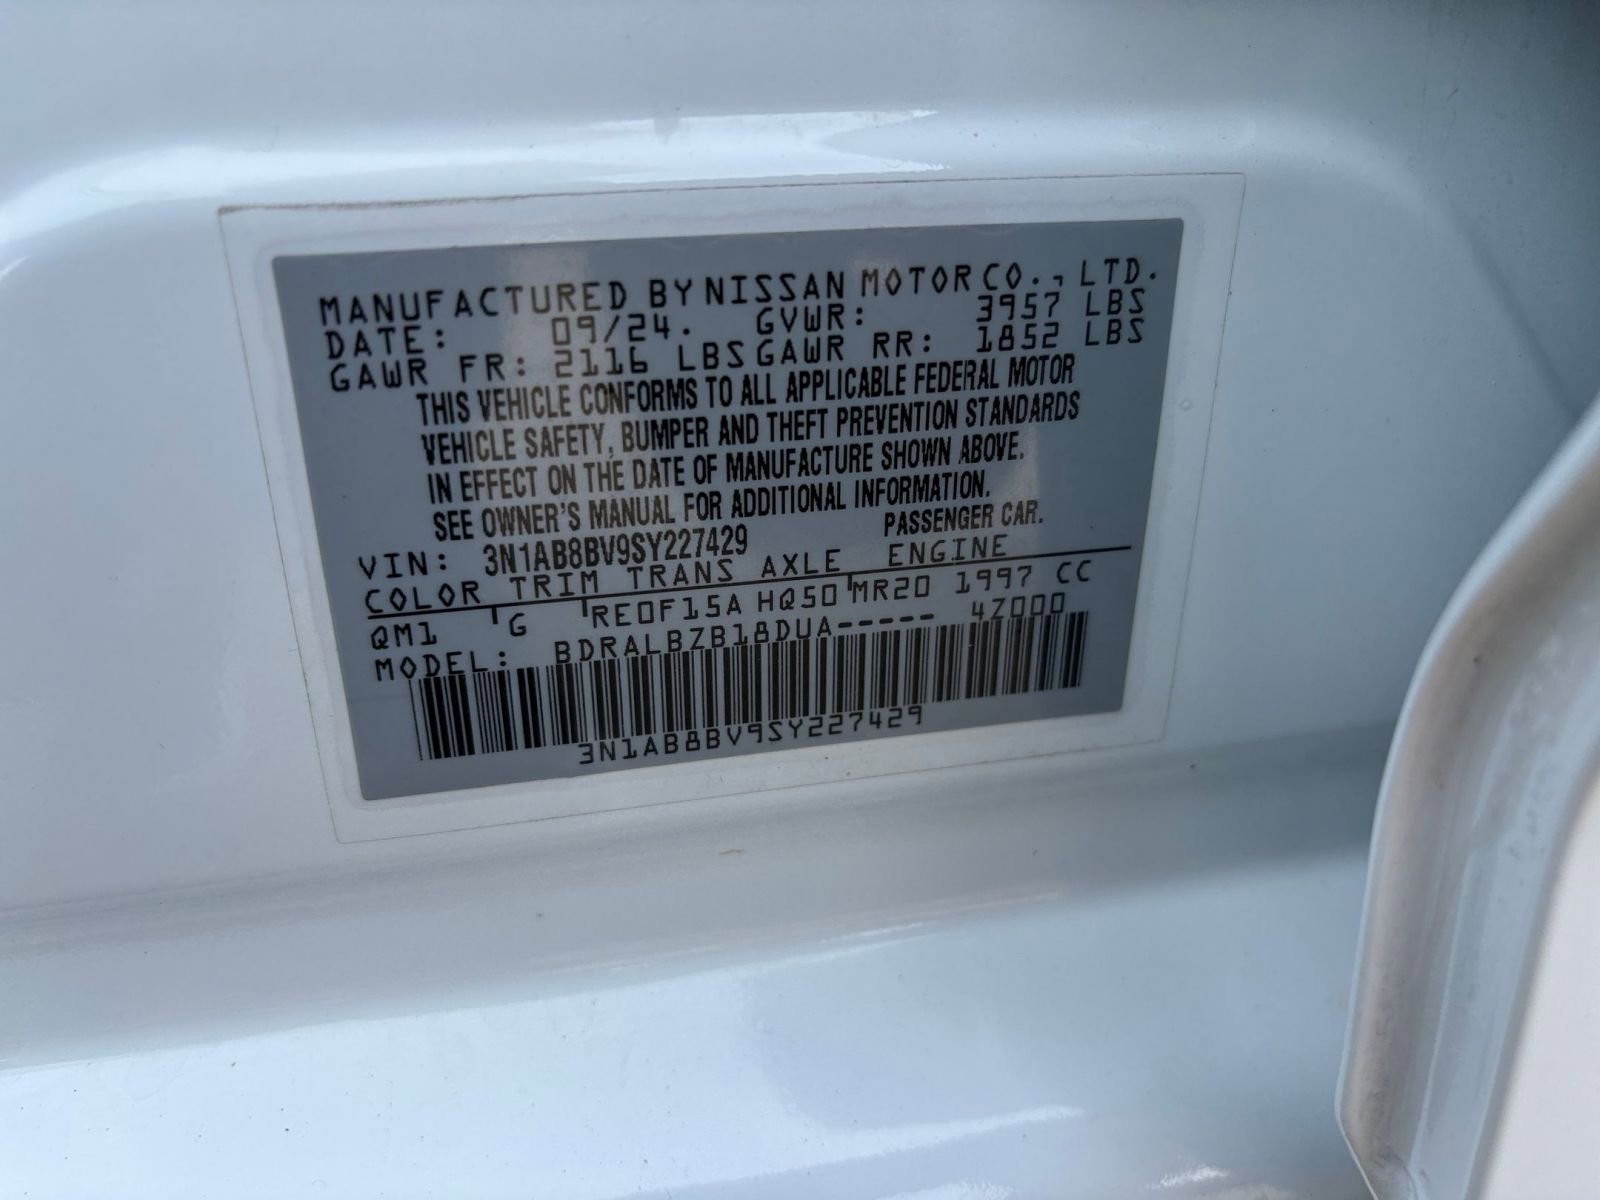 MANUFACTURED BY NISSAN MOTOR CO., LTD.
DATE: 09/24. GVWR: 3957 LBS
GAWR FR: 2116 LBS GAWR RR: 1852 LBS
THIS VEHICLE CONFORMS TO ALL APPLICABLE FEDERAL MOTOR
VEHICLE SAFETY, BUMPER AND THEFT PREVENTION STANDARDS
IN EFFECT ON THE DATE OF MANUFACTURE SHOWN ABOVE.
SEE OWNER'S MANUAL FOR ADDITIONAL INFORMATION.
VIN: 3N1AB8BV9SY227429 PASSENGER CAR.
COLOR TRIM TRANS AXLE ENGINE
QM1 G RE0F15A HQ50 MR20 1997 CC
MODEL: BDRALBZB18DUA----- 4Z000
3N1AB8BV9SY227429